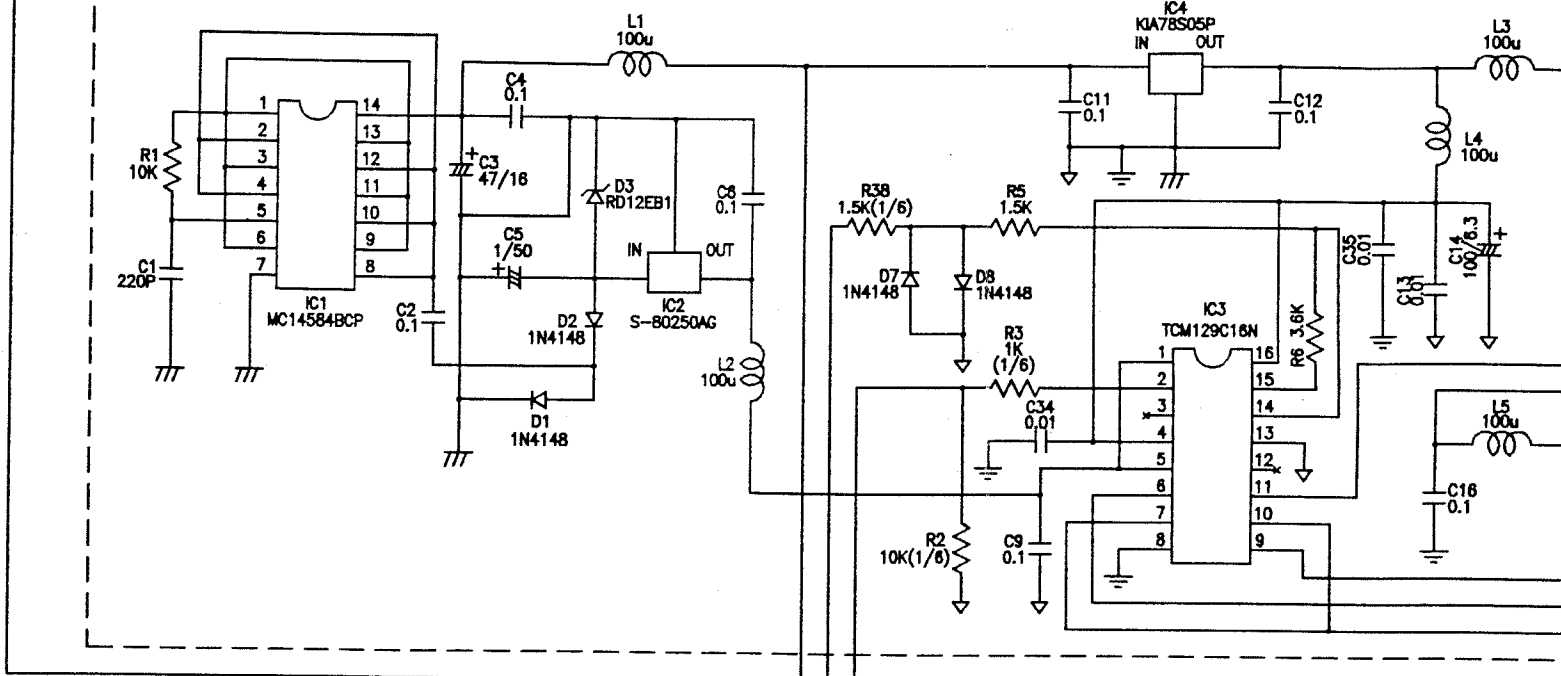 L1
100u
IC4
KIA78S05P
IN
OUT
L3
100u
C4
0.1
C11
0.1
C12
0.1
L4
100u
1
2
3
4
5
6
7
14
13
12
11
10
9
8
R1
10K
C1
220P
IC1
MC14584BCP
C2
0.1
C3
47/16
+
D3
RD12EB1
C6
0.1
C5
1/50
+
IN
OUT
IC2
S-80250AG
D2
1N4148
D1
1N4148
L2
100u
R38
1.5K(1/6)
R5
1.5K
D7
1N4148
D8
1N4148
R3
1K
(1/6)
C34
0.01
R2
10K(1/6)
C9
0.1
IC3
TCM129C16N
1
2
3
4
5
6
7
8
16
15
14
13
12
11
10
9
R6 3.6K
C35
0.01
C13
0.01
C14
100/6.3
+
L5
100u
C16
0.1